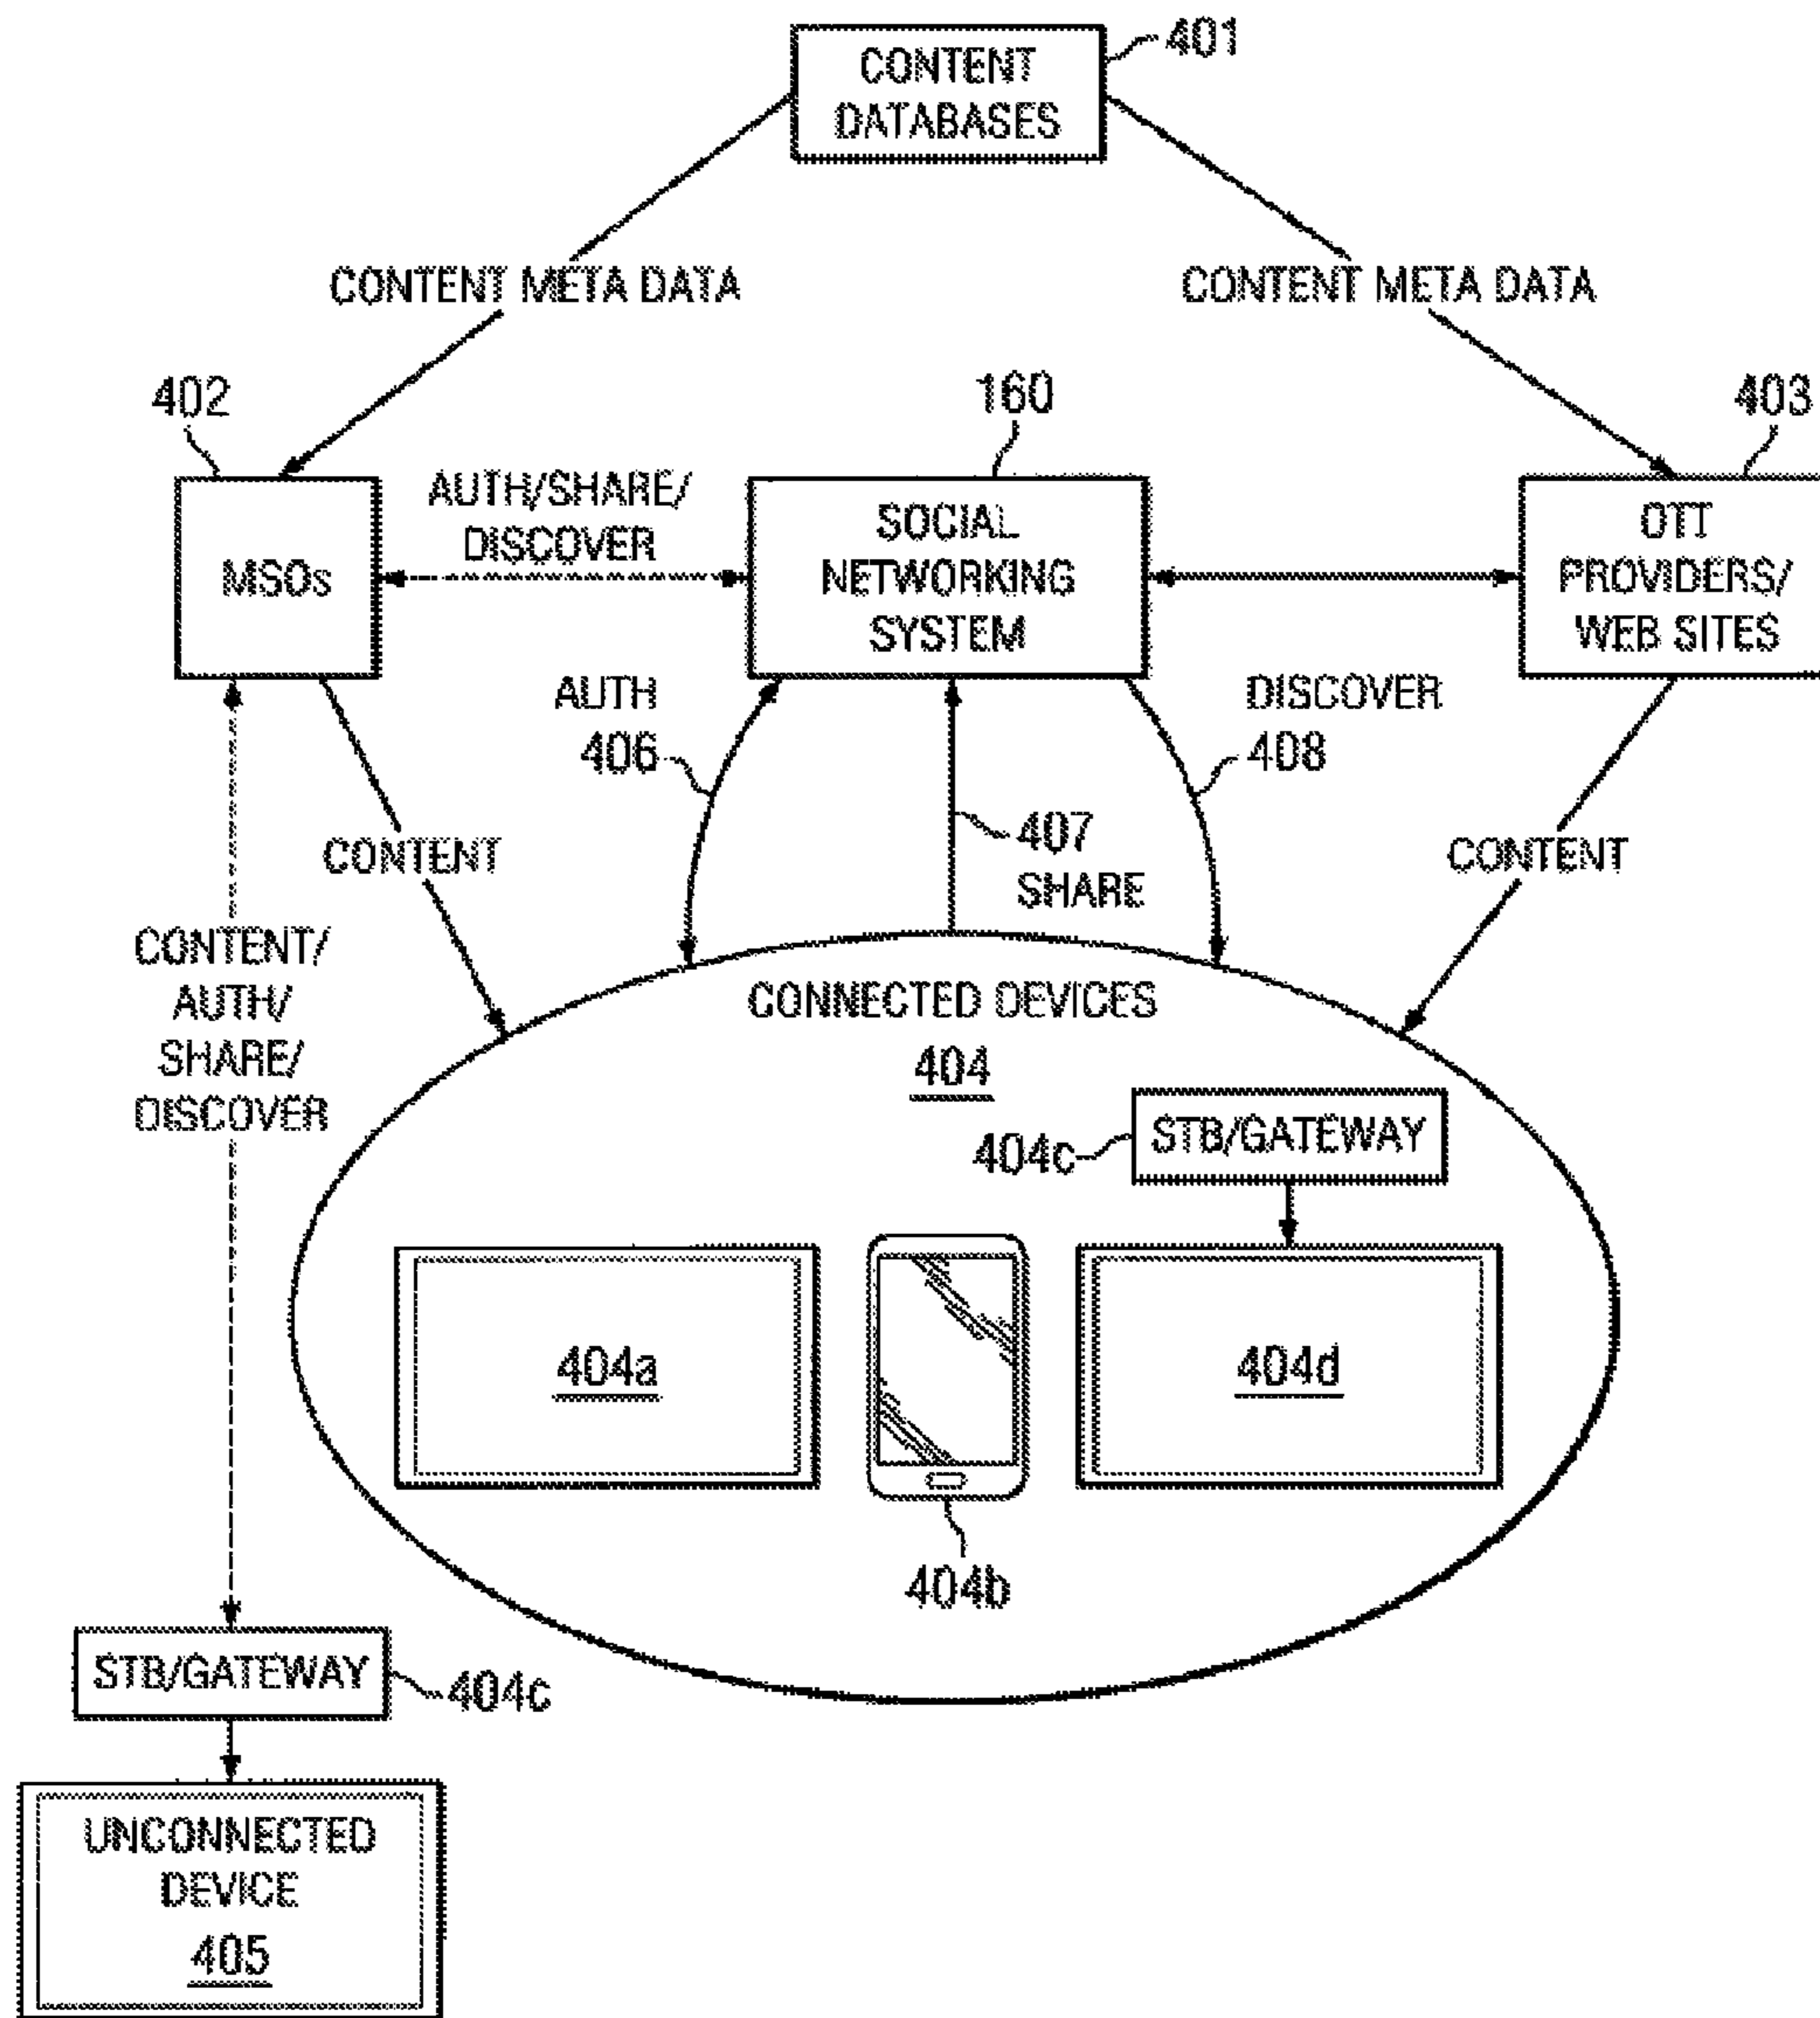 401
CONTENT
DATABASES
CONTENT META DATA
CONTENT META DATA
402
160
403
MSOs
AUTH/SHARE/
DISCOVER
SOCIAL
NETWORKING
SYSTEM
OTT
PROVIDERS/
WEB SITES
AUTH
406
DISCOVER
408
407
SHARE
CONTENT
CONTENT
CONTENT/
AUTH/
SHARE/
DISCOVER
CONNECTED DEVICES
404
404c
STB/GATEWAY
404a
404b
404d
STB/GATEWAY
404c
UNCONNECTED
DEVICE
405